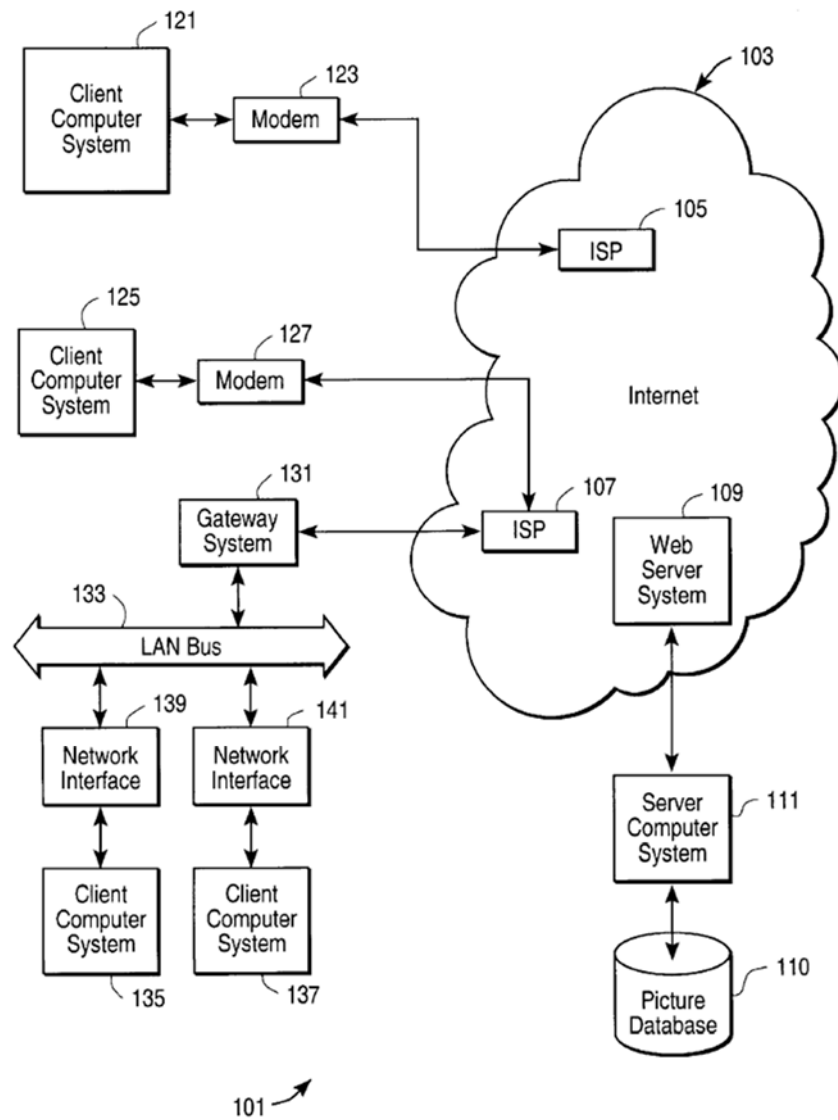 121
Client
Computer
System
123
Modem
103
105
ISP
125
Client
Computer
System
127
Modem
Internet
131
Gateway
System
107
ISP
109
Web
Server
System
133
LAN Bus
139
Network
Interface
141
Network
Interface
Server
Computer
System
111
Client
Computer
System
135
Client
Computer
System
137
Picture
Database
110
101